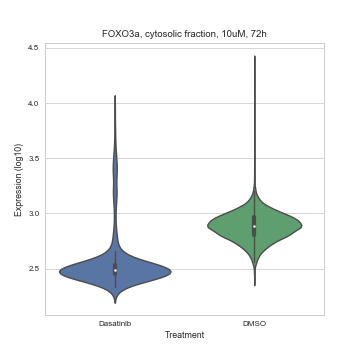 FOXO3a, cytosolic fraction, 10uM, 72h
4.5
4.0
3.5
3.0
2.5
Expression (log10)
Dasatinib DMSO
Treatment